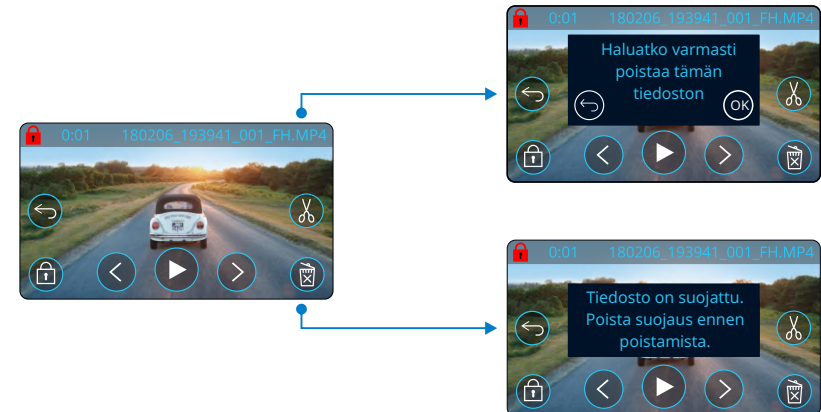 0:01 180206_193941_001_FH.MP4
0:01 180206_193941_001_FH.MP4
Haluatko varmasti
poistaa tämän
tiedoston
OK
0:01 180206_193941_001_FH.MP4
Tiedosto on suojattu.
Poista suojaus ennen
poistamista.